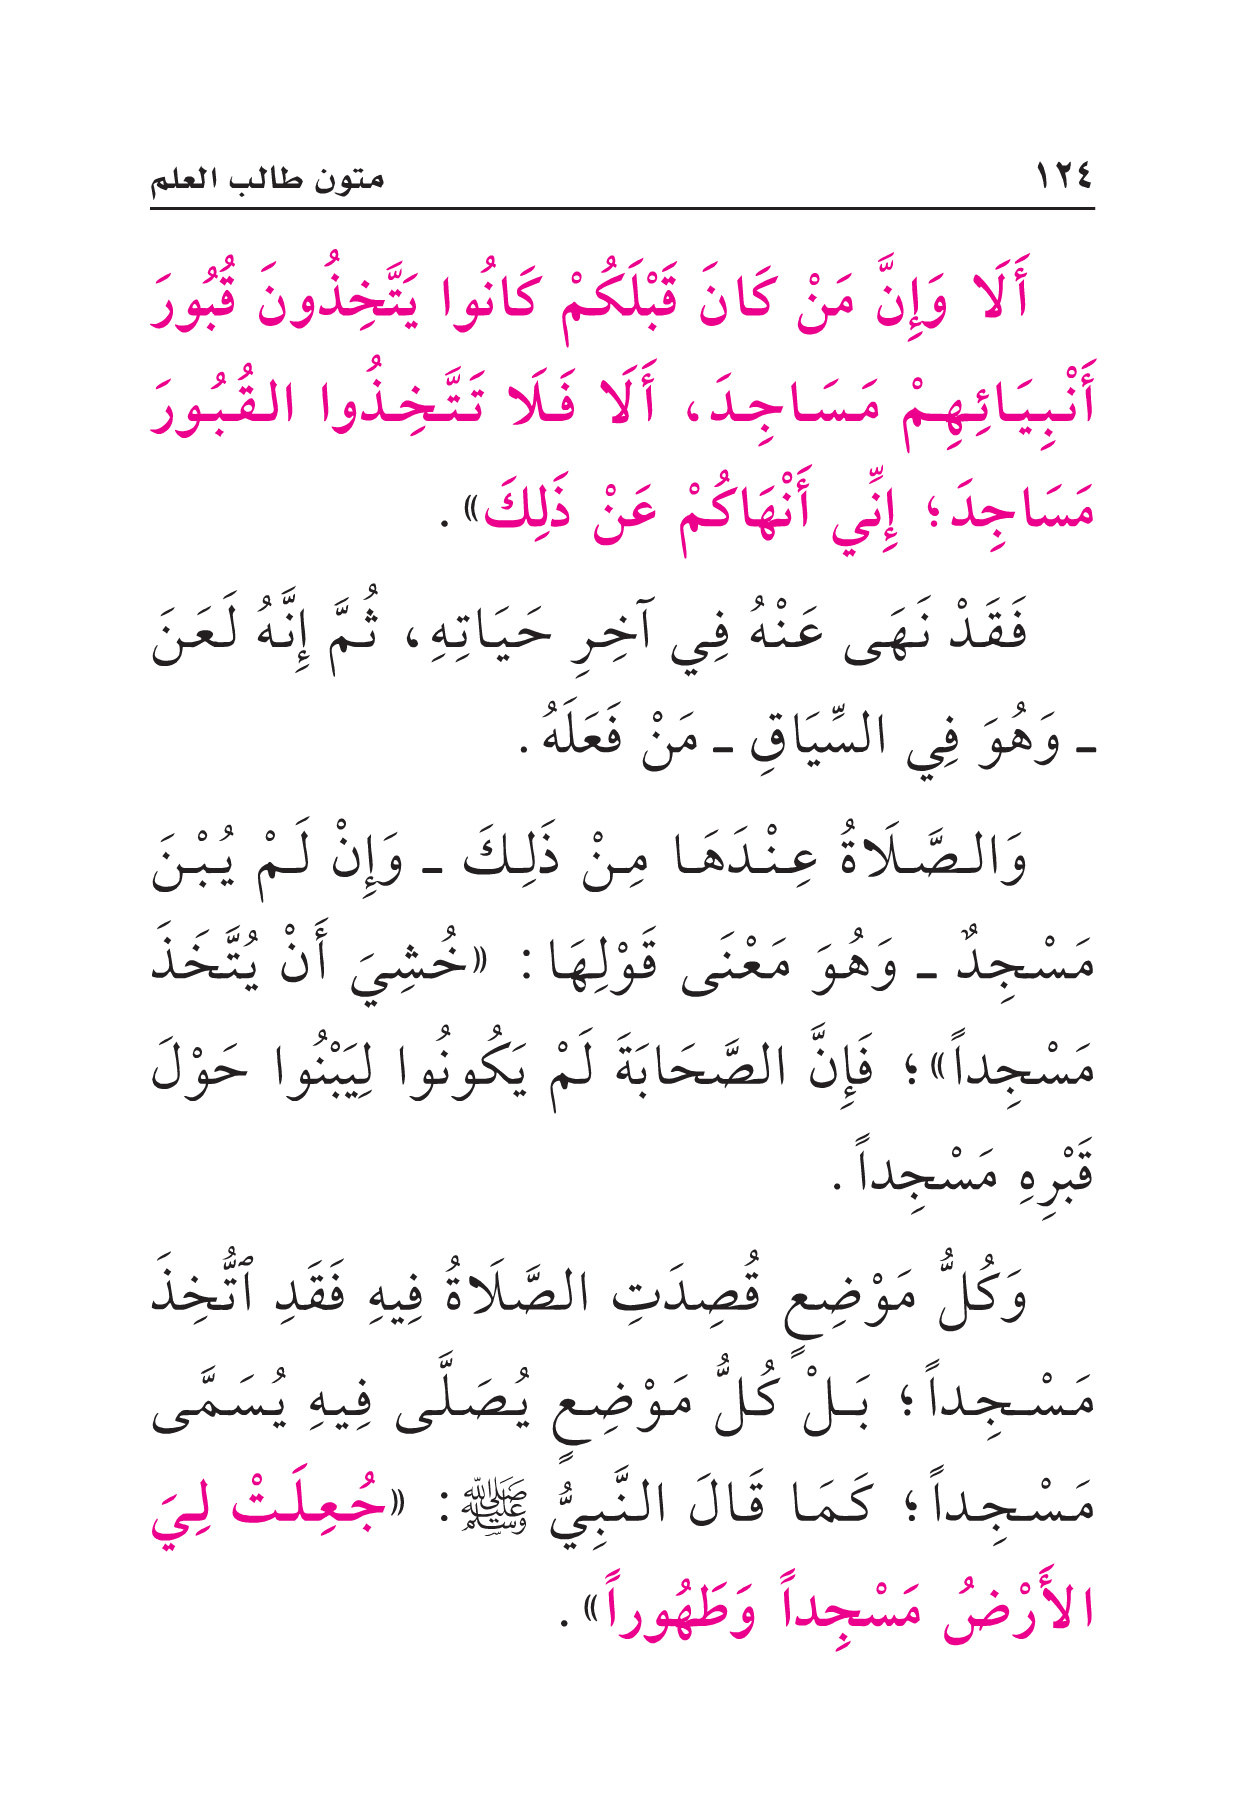 ١٢٤ متون طالب العلم
أَلَا وَإِنَّ مَنْ كَانَ قَبْلَكُمْ كَانُوا يَتَّخِذُونَ قُبُورَ
أَنْبِيَائِهِمْ مَسَاجِدَ، أَلَا فَلَا تَتَّخِذُوا القُبُورَ
مَسَاجِدَ؛ إِنِّي أَنْهَاكُمْ عَنْ ذَلِكَ».
فَقَدْ نَهَى عَنْهُ فِي آخِرِ حَيَاتِهِ، ثُمَّ إِنَّهُ لَعَنَ
ـ وَهُوَ فِي السِّيَاقِ ـ مَنْ فَعَلَهُ.
وَالصَّلَاةُ عِنْدَهَا مِنْ ذَلِكَ ـ وَإِنْ لَمْ يُبْنَ
مَسْجِدٌ ـ وَهُوَ مَعْنَى قَوْلِهَا: «خُشِيَ أَنْ يُتَّخَذَ
مَسْجِداً»؛ فَإِنَّ الصَّحَابَةَ لَمْ يَكُونُوا لِيَبْنُوا حَوْلَ
قَبْرِهِ مَسْجِداً.
وَكُلُّ مَوْضِعٍ قُصِدَتِ الصَّلَاةُ فِيهِ فَقَدِ ٱتُّخِذَ
مَسْجِداً؛ بَلْ كُلُّ مَوْضِعٍ يُصَلَّى فِيهِ يُسَمَّى
مَسْجِداً؛ كَمَا قَالَ النَّبِيُّ ﷺ: «جُعِلَتْ لِيَ
الأَرْضُ مَسْجِداً وَطَهُوراً».